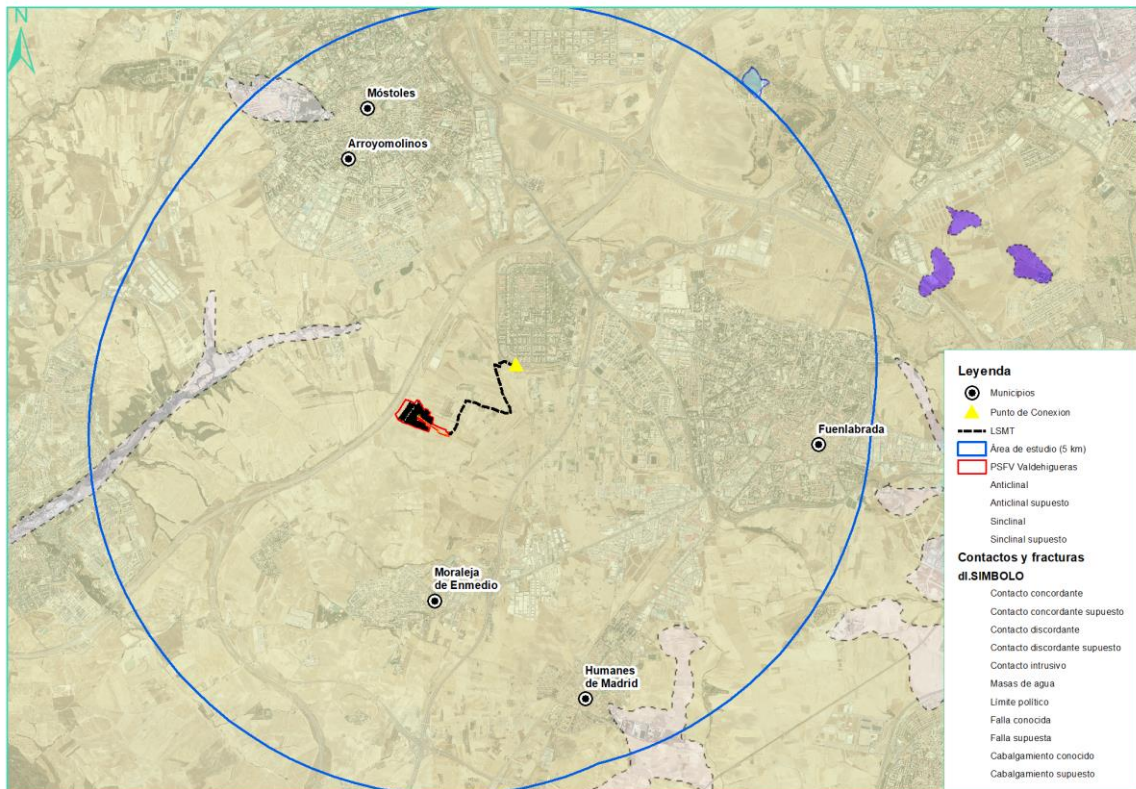 N
Móstoles
Arroyomolinos
Fuenlabrada
Moraleja
de Enmedio
Humanes
de Madrid
Leyenda
Municipios
Punto de Conexion
LSMT
Área de estudio (5 km)
PSFV Valdehigueras
Anticlinal
Anticlinal supuesto
Sinclinal
Sinclinal supuesto
Contactos y fracturas
dl.SIMBOLO
Contacto concordante
Contacto concordante supuesto
Contacto discordante
Contacto discordante supuesto
Contacto intrusivo
Masas de agua
Límite político
Falla conocida
Falla supuesta
Cabalgamiento conocido
Cabalgamiento supuesto